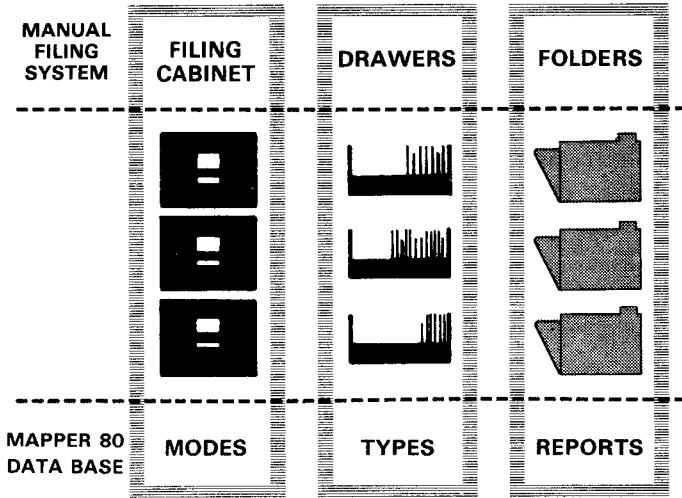 MANUAL
FILING
SYSTEM
FILING
CABINET
DRAWERS
FOLDERS
MAPPER 80
DATA BASE
MODES
TYPES
REPORTS